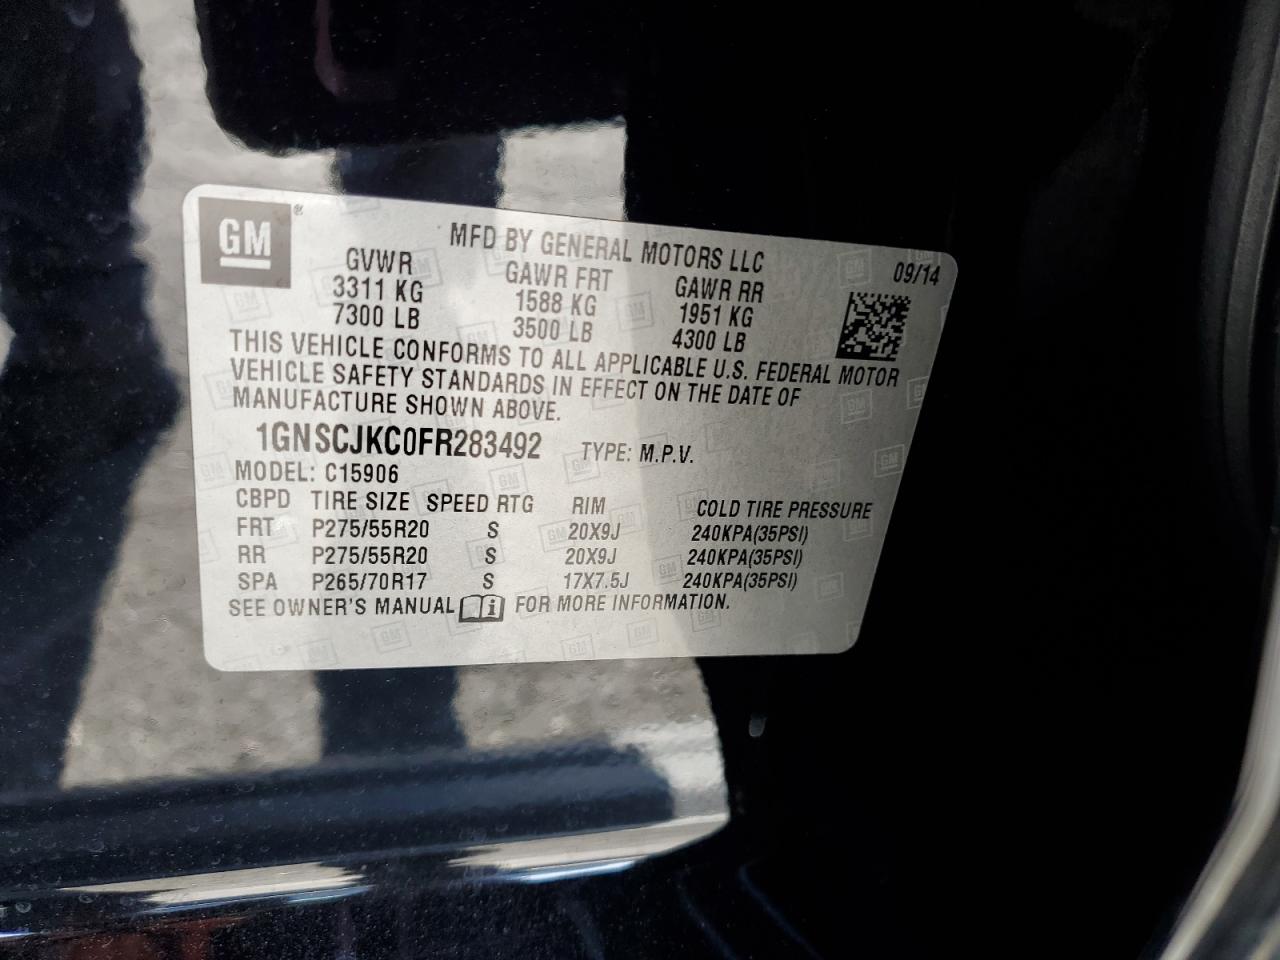 GM®
MFD BY GENERAL MOTORS LLC
09/14
GVWR GAWR FRT GAWR RR
3311 KG 1588 KG 1951 KG
7300 LB 3500 LB 4300 LB
THIS VEHICLE CONFORMS TO ALL APPLICABLE U.S. FEDERAL MOTOR
VEHICLE SAFETY STANDARDS IN EFFECT ON THE DATE OF
MANUFACTURE SHOWN ABOVE.
1GNSCJKC0FR283492 TYPE: M.P.V.
MODEL: C15906
CBPD TIRE SIZE SPEED RTG RIM COLD TIRE PRESSURE
FRT P275/55R20 S 20X9J 240KPA(35PSI)
RR P275/55R20 S 20X9J 240KPA(35PSI)
SPA P265/70R17 S 17X7.5J 240KPA(35PSI)
SEE OWNER'S MANUAL i FOR MORE INFORMATION.